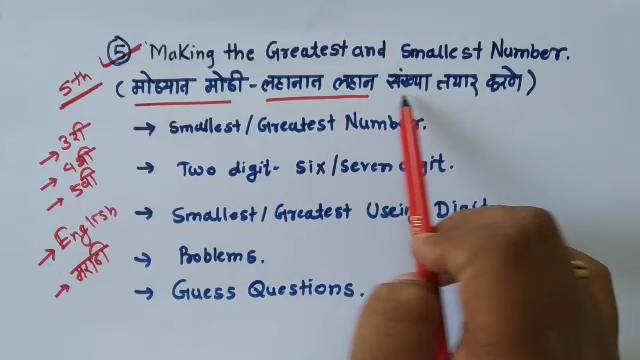 ⑤ Making the Greatest and Smallest Number.
5th
( मोठ्यात मोठी - लहानात लहान संख्या तयार करणे )
→ Smallest/Greatest Number.
→ 3री
→ 4थी
→ 5वी
→ Two digit - six/seven digit.
→ Smallest/Greatest Using Digit
→ English
→ मराठी
→ Problems.
→ Guess Questions.